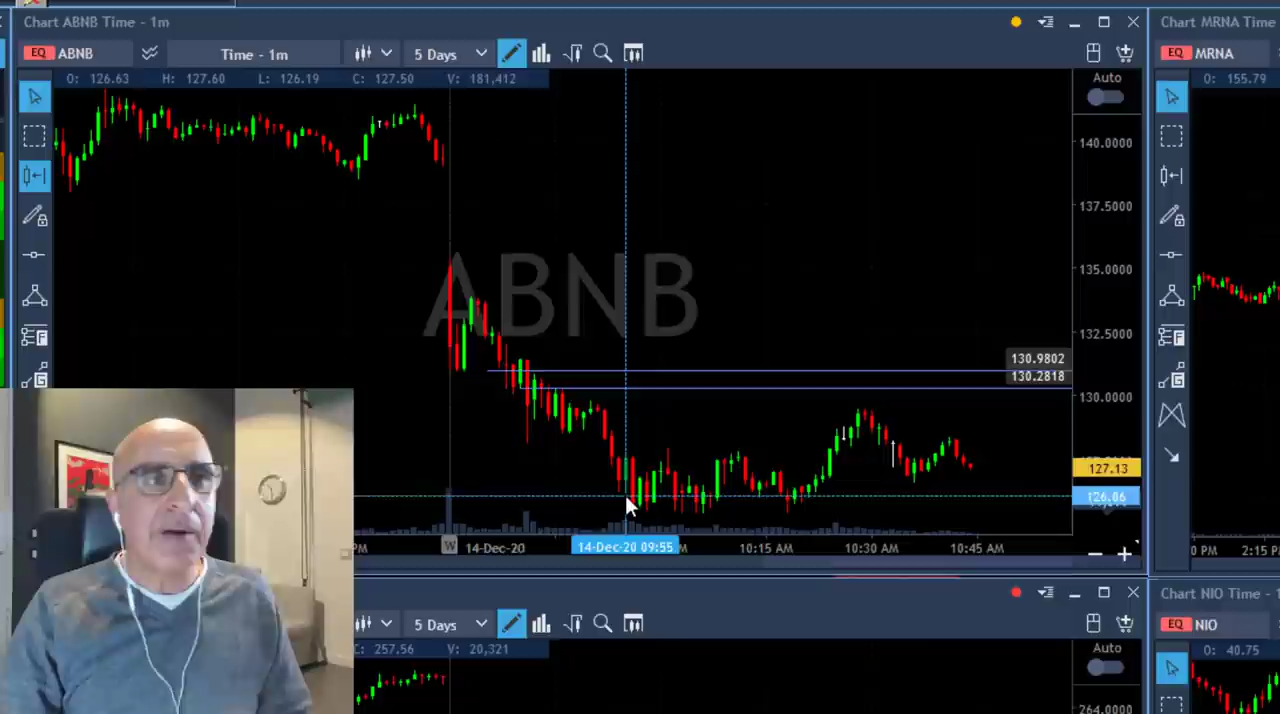 Chart ABNB Time - 1m
Chart MRNA Time
EQ ABNB
Time - 1m
5 Days
EQ MRNA
O: 126.63 H: 127.60 L: 126.19 C: 127.50 V: 181,412
Auto
O: 155.79
140.0000
137.5000
135.0000
132.5000
130.9802
130.2818
130.0000
127.13
126.06
ABNB
W 14-Dec-20
14-Dec-20 09:55
10:15 AM
10:30 AM
10:45 AM
0 PM
2:15 P
Chart NIO Time -
5 Days
EQ NIO
C: 257.56 V: 20,321
Auto
O: 40.75
264.0000